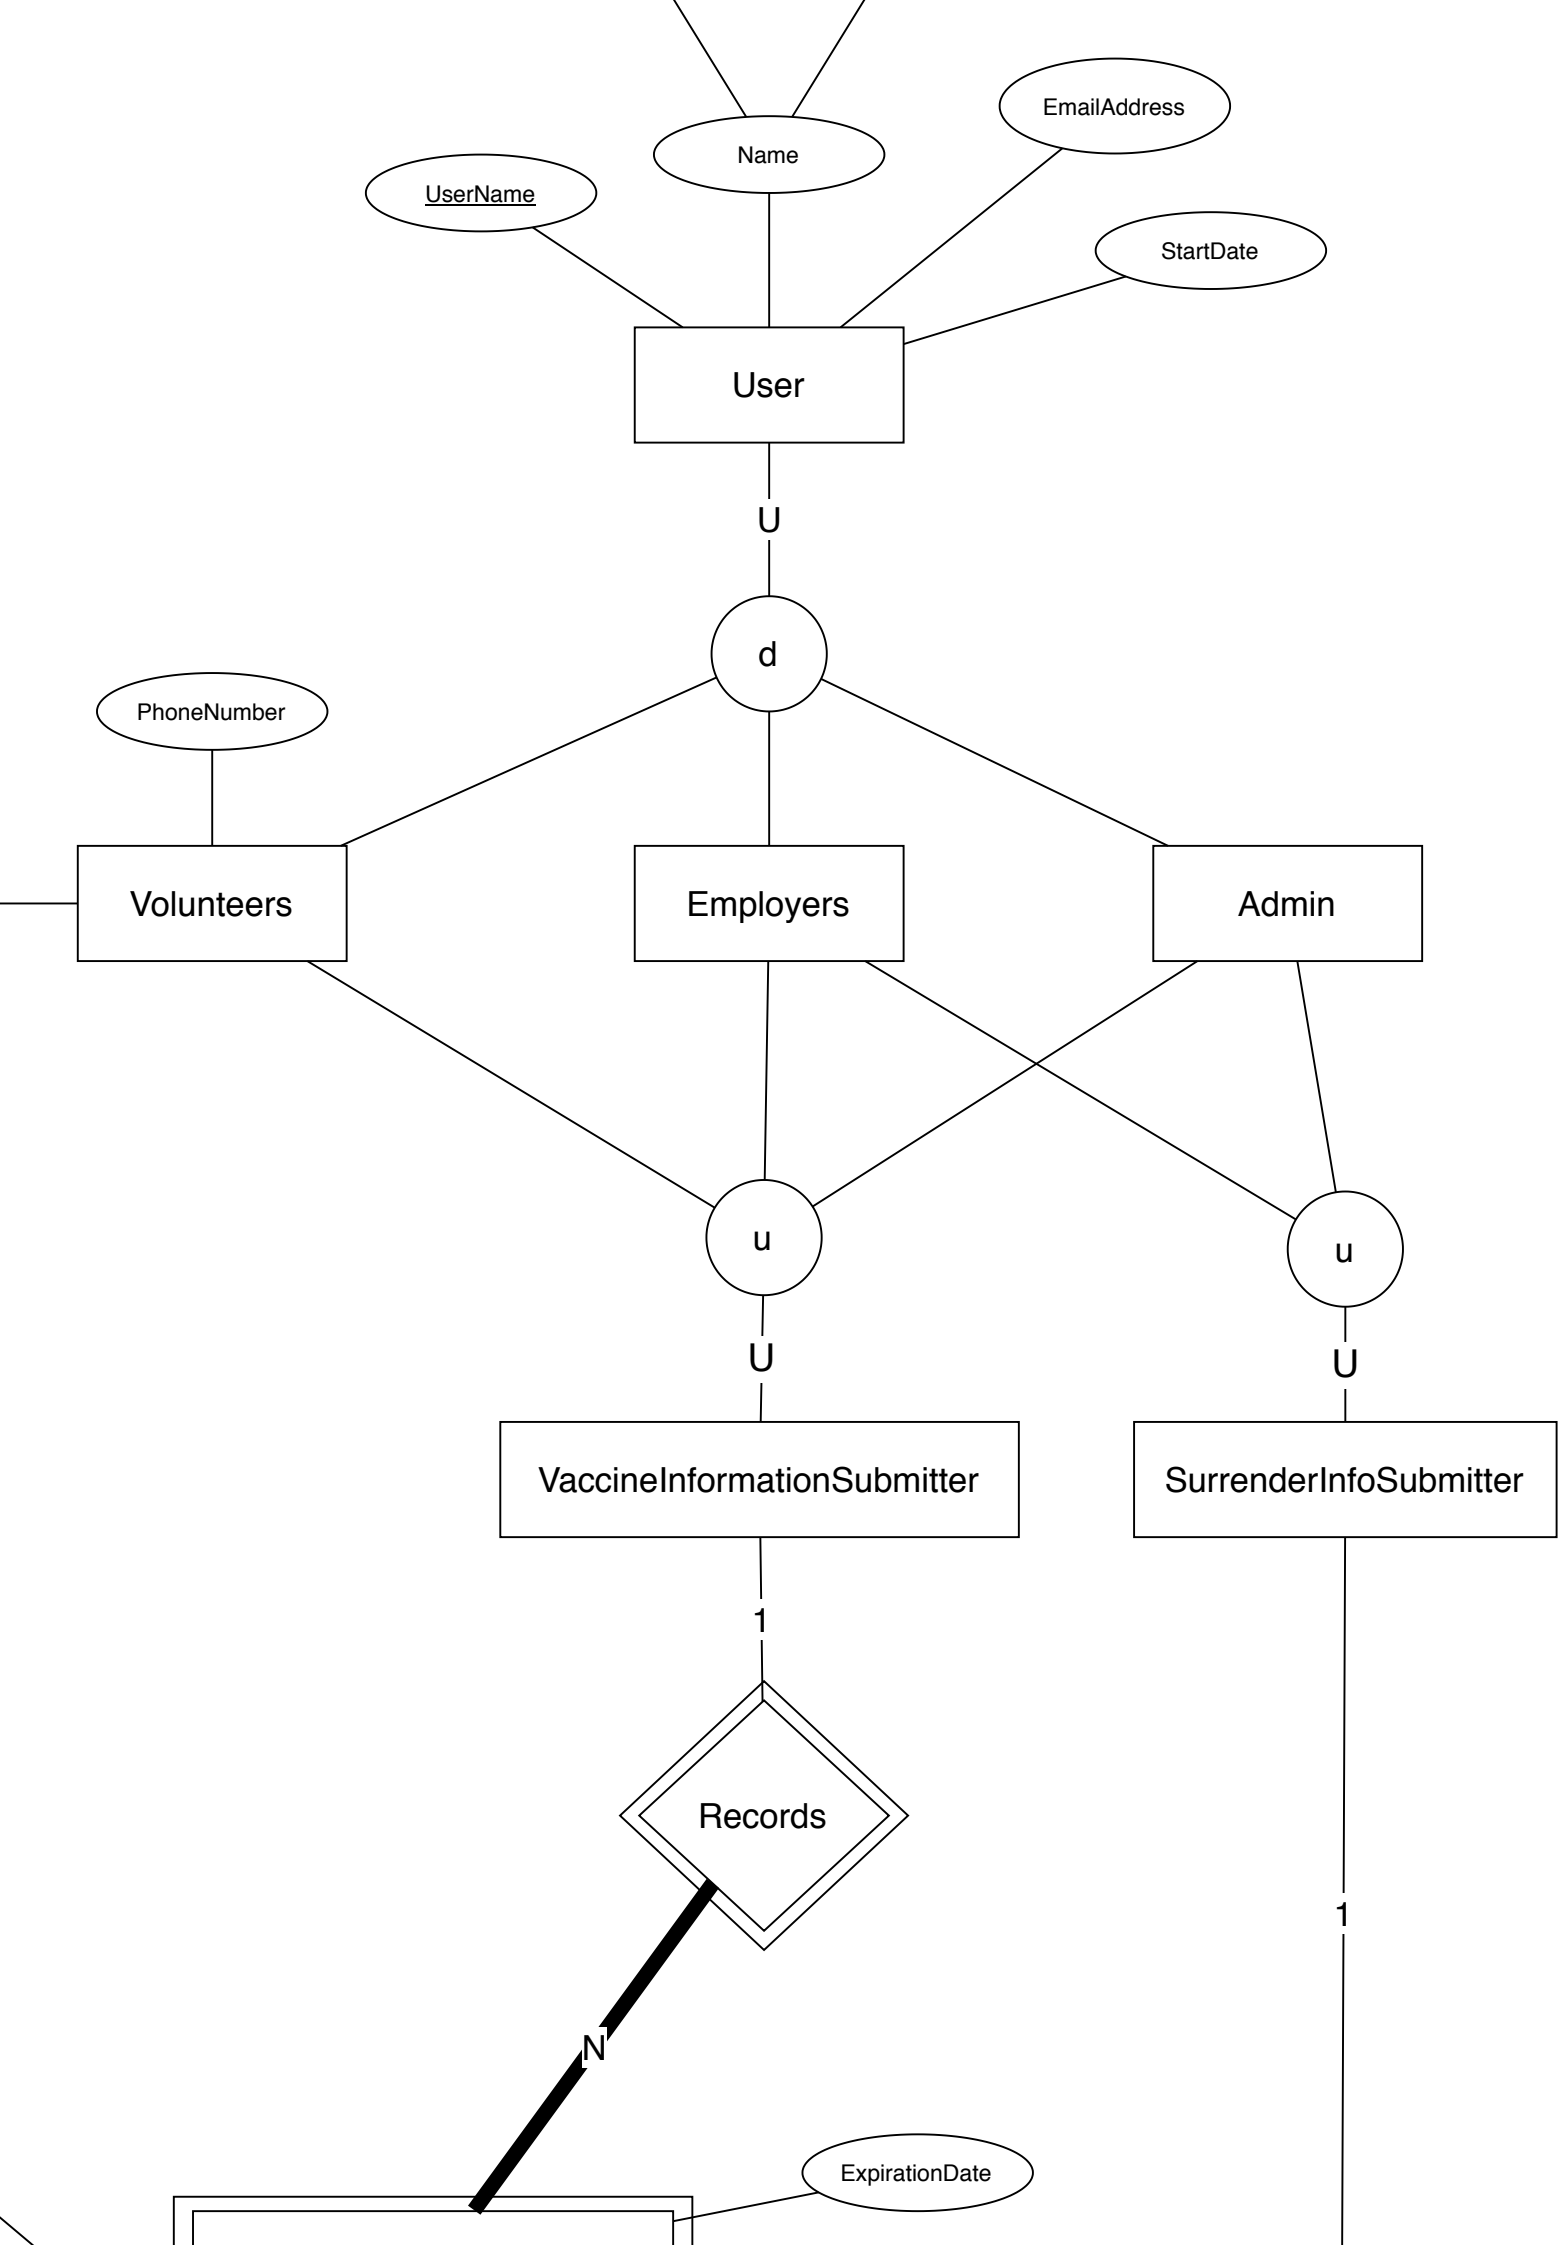 EmailAddress
Name
UserName
StartDate
User
U
d
PhoneNumber
Volunteers
Employers
Admin
u
u
U
U
VaccineInformationSubmitter
SurrenderInfoSubmitter
1
Records
1
N
ExpirationDate